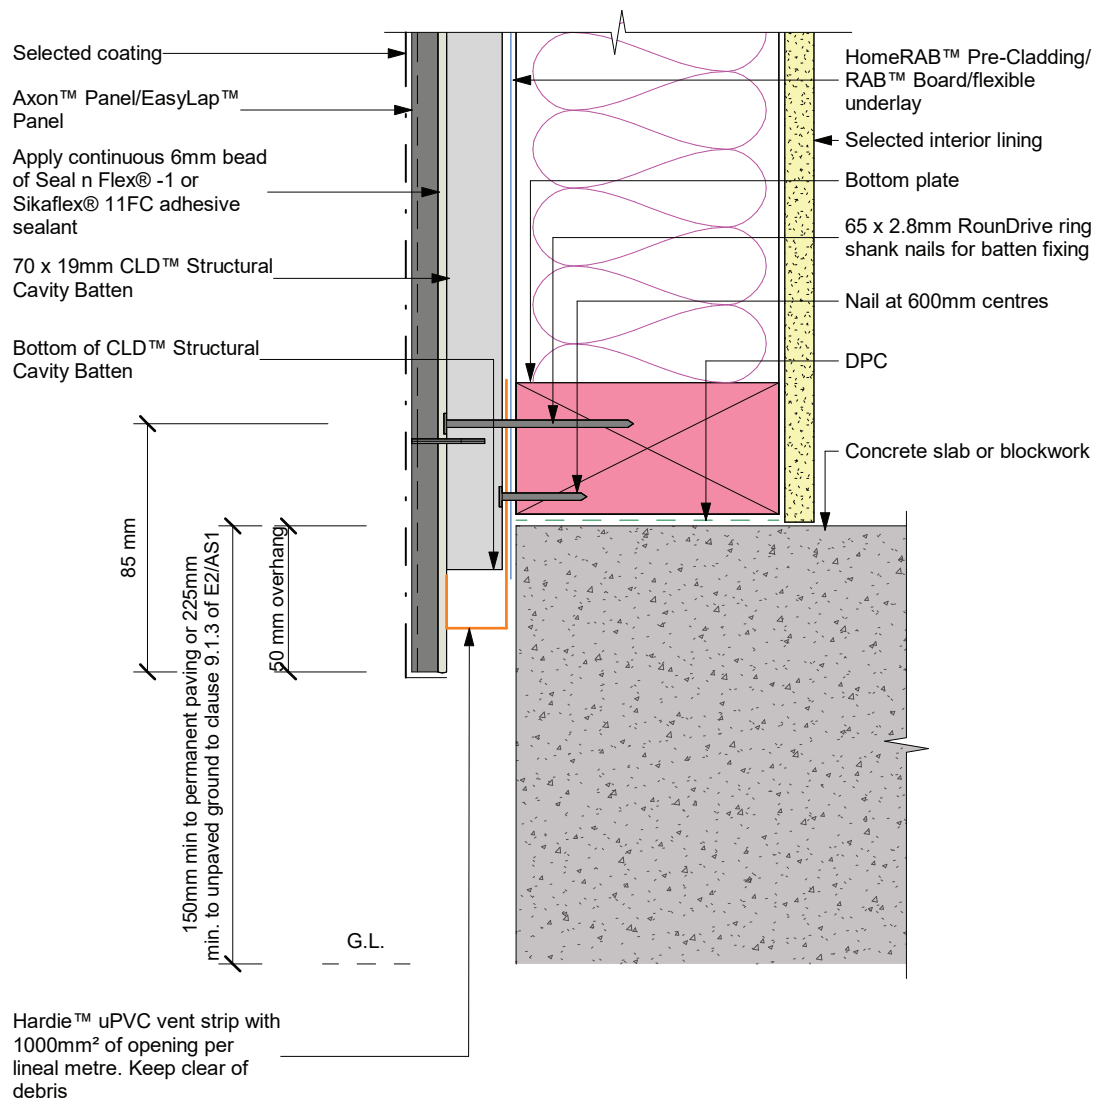 Selected coating
Axon™ Panel/EasyLap™
Panel
Apply continuous 6mm bead
of Seal n Flex® -1 or
Sikaflex® 11FC adhesive
sealant
70 x 19mm CLD™ Structural
Cavity Batten
Bottom of CLD™ Structural
Cavity Batten
HomeRAB™ Pre-Cladding/
RAB™ Board/flexible
underlay
Selected interior lining
Bottom plate
65 x 2.8mm RounDrive ring
shank nails for batten fixing
Nail at 600mm centres
DPC
Concrete slab or blockwork
85 mm
150mm min to permanent paving or 225mm
min. to unpaved ground to dause 9.1.3 of E2/AS1
50 mm overhang
G.L.
Hardie™ uPVC vent strip with
1000mm² of opening per
lineal metre. Keep clear of
debris